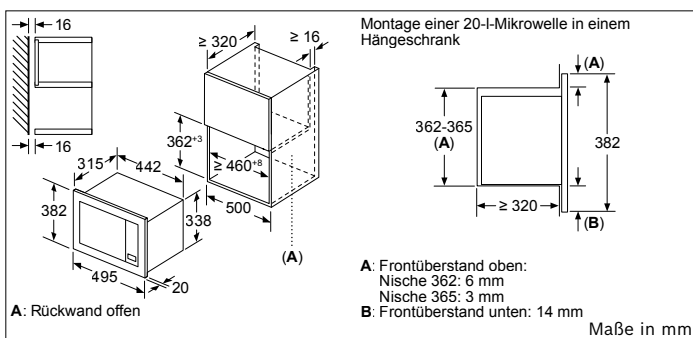 16
≥ 320
≥ 16
16
362+3
≥ 460+8
315
442
382
338
500
495
20
(A)
A: Rückwand offen
Montage einer 20-l-Mikrowelle in einem
Hängeschrank
(A)
362-365
(A)
382
≥ 320
(B)
A: Frontüberstand oben:
Nische 362: 6 mm
Nische 365: 3 mm
B: Frontüberstand unten: 14 mm
Maße in mm